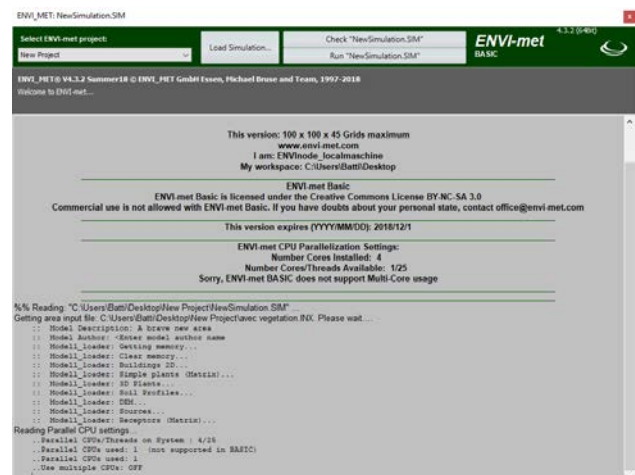 ENVI_MET: NewSimulation.SIM
Select ENVI-met project:
New Project
Load Simulation...
Check "NewSimulation.SIM"
Run "NewSimulation.SIM"
ENVI-met
BASIC
4.3.2 (64Bit)
ENVI_MET® V4.3.2 Summer18 © ENVI_MET GmbH Essen, Michael Bruse and Team, 1997-2018
Welcome to ENVI-met...
This version: 100 x 100 x 45 Grids maximum
www.envi-met.com
I am: ENVInode_localmaschine
My workspace: C:\Users\Batti\Desktop
ENVI-met Basic
ENVI-met Basic is licensed under the Creative Commons License BY-NC-SA 3.0
Commercial use is not allowed with ENVI-met Basic. If you have doubts about your personal state, contact office@envi-met.com
This version expires (YYYY/MM/DD): 2018/12/1
ENVI-met CPU Parallelization Settings:
Number Cores Installed: 4
Number Cores/Threads Available: 1/25
Sorry, ENVI-met BASIC does not support Multi-Core usage
%% Reading: "C:\Users\Batti\Desktop\New Project\NewSimulation.SIM" ...
Getting area input file: C:\Users\Batti\Desktop\New Project\avec vegetation.INX. Please wait.... .
:: Model Description: A brave new area
:: Model Author: <Enter model author name
:: Modell_loader: Getting memory...
:: Modell_loader: Clear memory...
:: Modell_loader: Buildings 2D...
:: Modell_loader: Simple plants (Matrix)...
:: Modell_loader: 3D Plants...
:: Modell_loader: Soil Profiles...
:: Modell_loader: DEM...
:: Modell_loader: Sources...
:: Modell_loader: Receptors (Matrix)...
Reading Parallel CPU settings...
..Parallel CPUs/Threads on System : 4/25
..Parallel CPUs used: 1 (not supported in BASIC)
..Parallel CPUs used: 1
..Use multiple CPUs: OFF